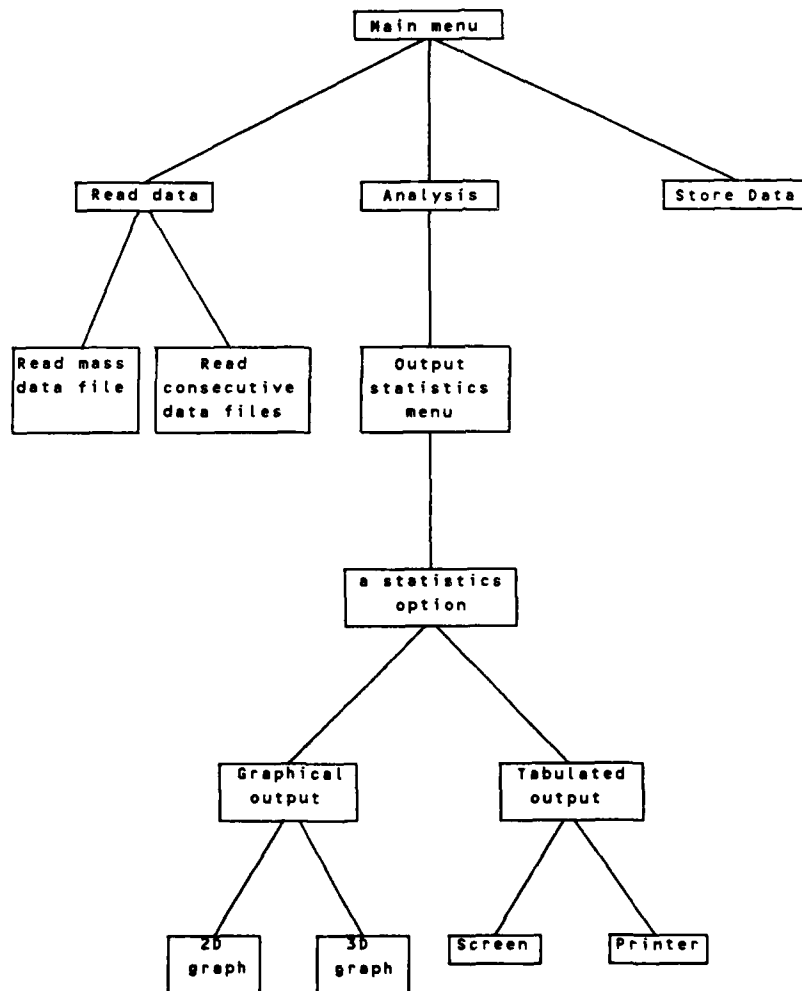 Main menu
Read data
Analysis
Store Data
Read mass
data file
Read
consecutive
data files
Output
statistics
menu
a statistics
option
Graphical
output
Tabulated
output
2D
graph
3D
graph
Screen
Printer